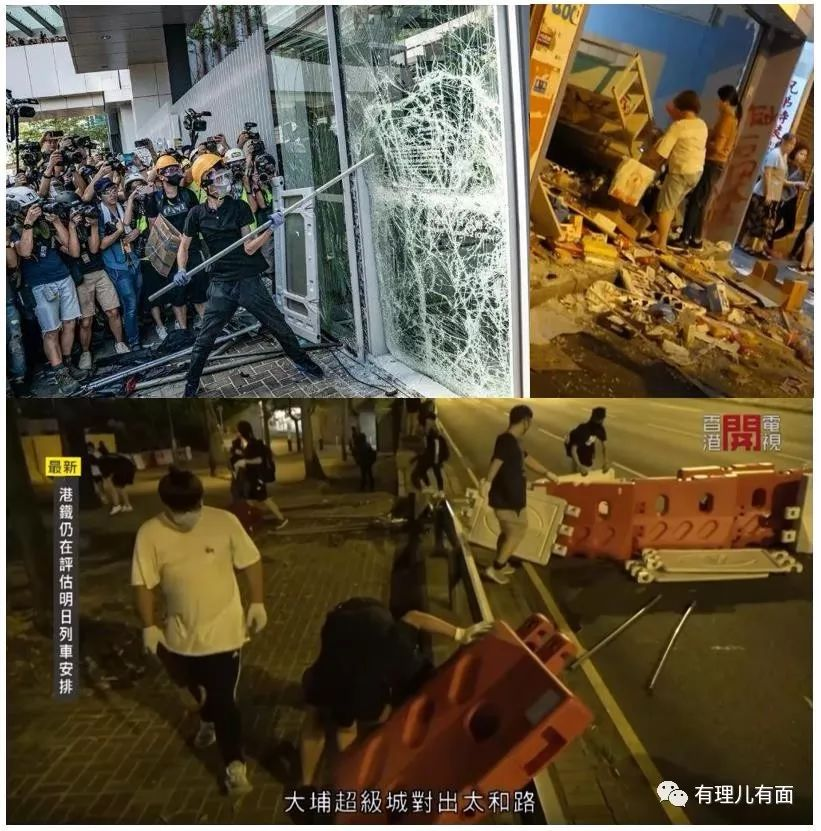 香港開電視
最新
港鐵仍在評估明日列車安排
大埔超級城對出太和路
有理儿有面